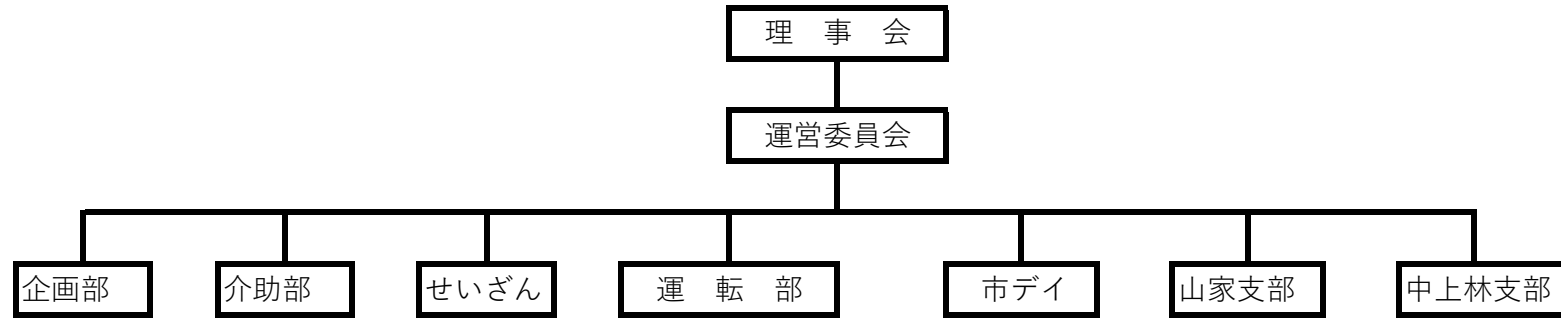 理　事　会
運営委員会
企画部
介助部
せいざん
運　転　部
市デイ
山家支部
中上林支部